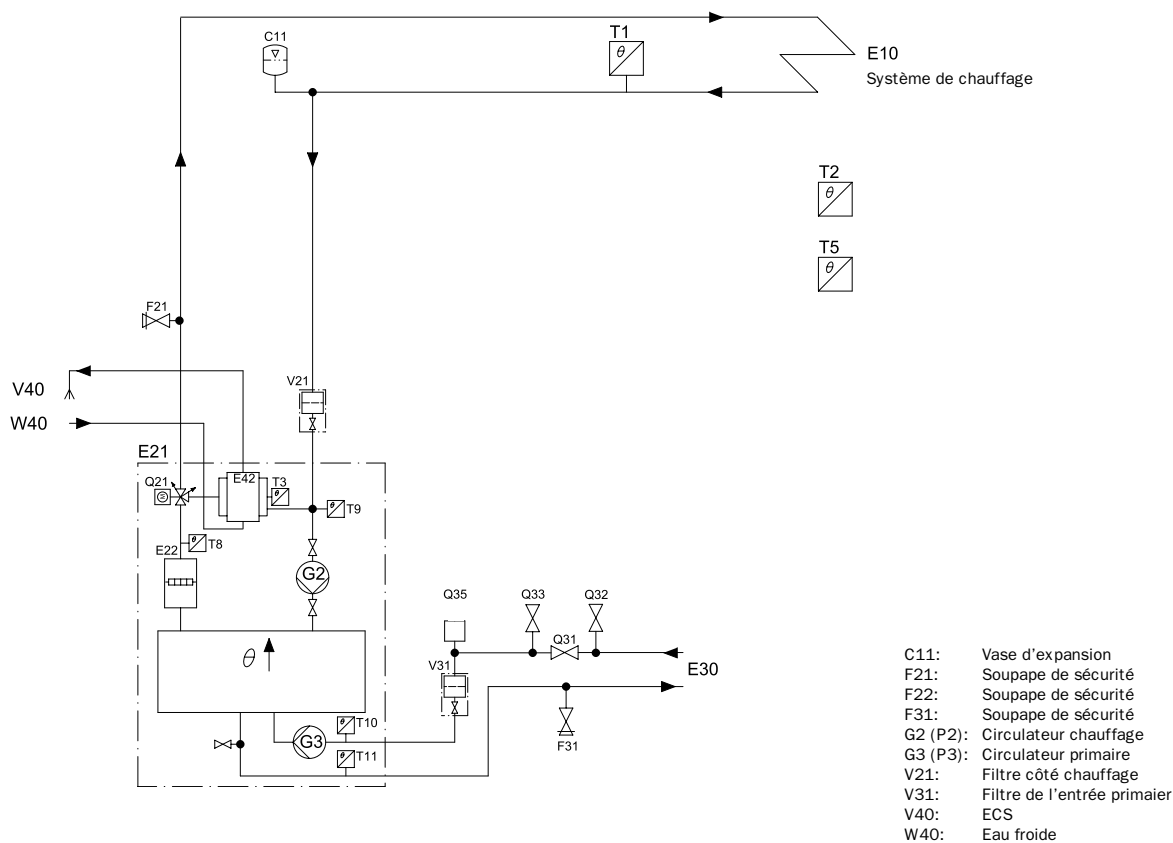 C11
T1
θ
E10
Système de chauffage
T2
θ
T5
θ
F21
V40
W40
V21
E21
Q21
M
E42
T3
θ
θ
T9
θ
T8
E22
G2
θ
Q35
Q33
Q32
Q31
E30
V31
F31
G3
θ
T10
θ
T11
C11: Vase d'expansion
F21: Soupape de sécurité
F22: Soupape de sécurité
F31: Soupape de sécurité
G2 (P2): Circulateur chauffage
G3 (P3): Circulateur primaire
V21: Filtre côté chauffage
V31: Filtre de l'entrée primaier
V40: ECS
W40: Eau froide